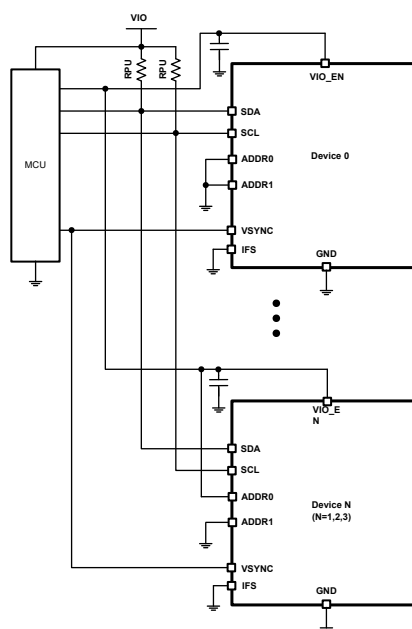 VIO
RPU
RPU
VIO_EN
MCU
SDA
SCL
ADDR0
Device 0
ADDR1
VSYNC
IFS
GND
VIO_E
N
SDA
SCL
ADDR0
Device N
(N=1,2,3)
ADDR1
VSYNC
IFS
GND